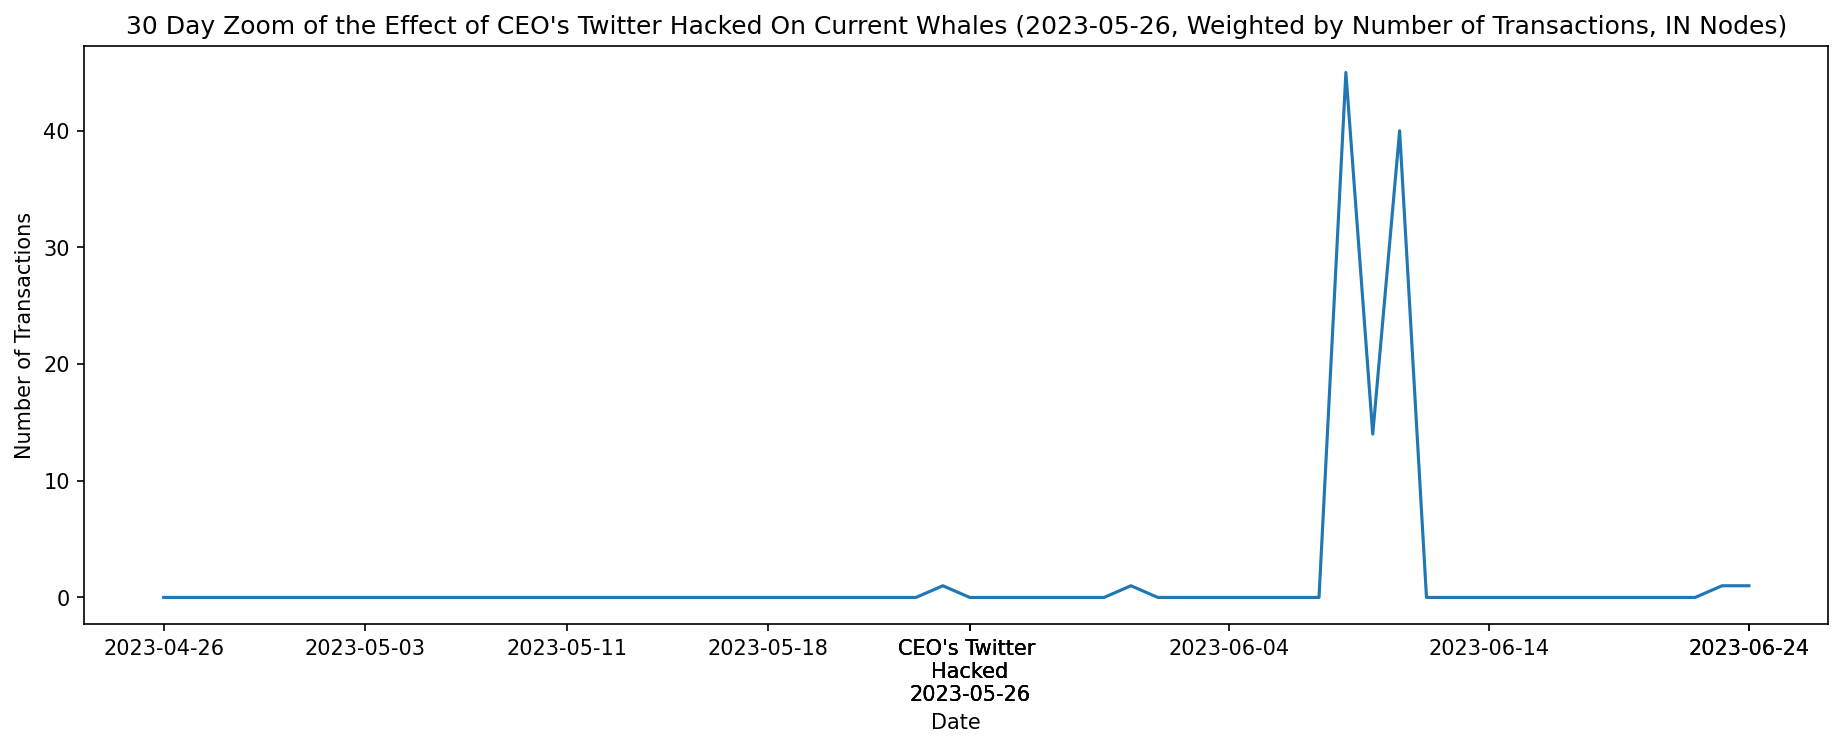 30 Day Zoom of the Effect of CEO's Twitter Hacked On Current Whales (2023-05-26, Weighted by Number of Transactions, IN Nodes)
Number of Transactions
40
30
20
10
0
2023-04-26 2023-05-03 2023-05-11 2023-05-18 CEO's Twitter 2023-06-04 2023-06-14 2023-06-24
Hacked
2023-05-26
Date